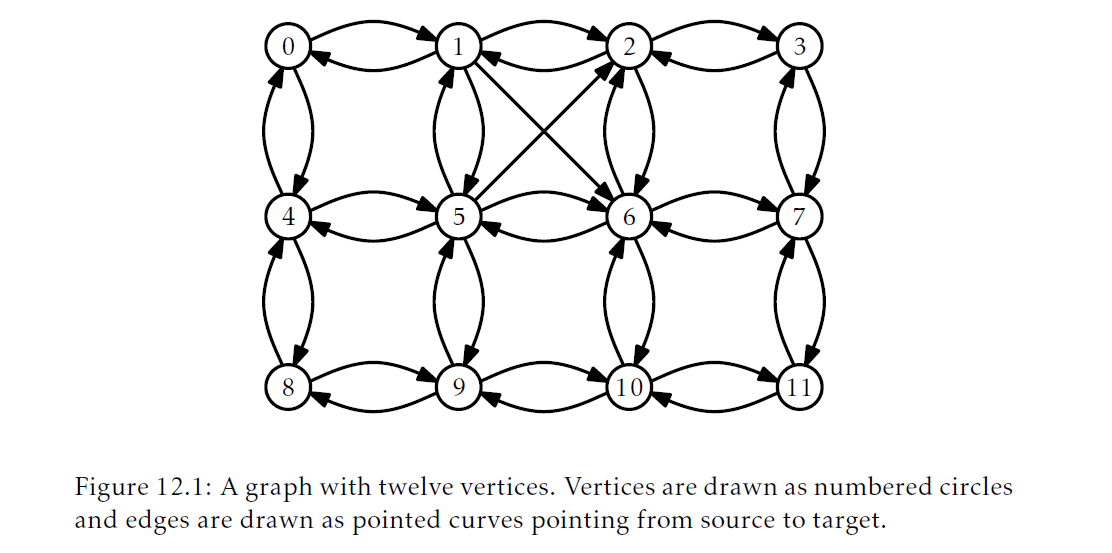 0 1 2 3
4 5 6 7
8 9 10 11
Figure 12.1: A graph with twelve vertices. Vertices are drawn as numbered circles
and edges are drawn as pointed curves pointing from source to target.